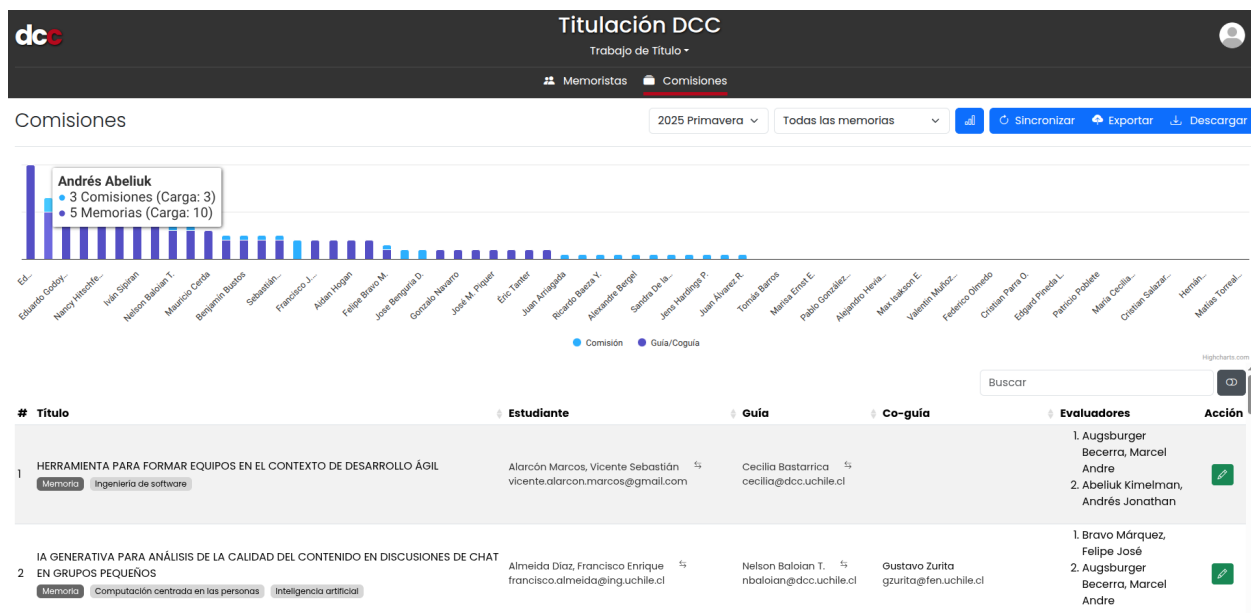 dcc
Titulación DCC
Trabajo de Título
Memoristas
Comisiones
Comisiones
2025 Primavera
Todas las memorias
Sincronizar
Exportar
Descargar
Andrés Abeliuk
3 Comisiones (Carga: 3)
5 Memorias (Carga: 10)
Ed…
Eduardo Godoy…
Nancy Hitschfe…
Iván Sipiran
Nelson Baloian T.
Mauricio Cerda
Benjamin Bustos
Sebastián…
Francisco J.…
Aidan Hogan
Felipe Bravo M.
Jose Benguria D.
Gonzalo Navarro
José M. Piquer
Éric Tanter
Juan Arriagada
Ricardo Baeza Y.
Alexandre Bergel
Sandra De la…
Jens Hardings P.
Juan Álvarez R.
Tomás Barros
Marisa Ernst E.
Pablo González…
Alejandro Hevia…
Max Isakson E.
Valentin Muñoz…
Federico Olmedo
Cristian Parra O.
Edgard Pineda L.
Patricio Poblete
María Cecilia…
Cristian Salazar…
Hernán…
Matías Torreal…
Comisión
Guía/Coguía
Highcharts.com
Buscar
# Título Estudiante Guía Co-guía Evaluadores Acción
1
HERRAMIENTA PARA FORMAR EQUIPOS EN EL CONTEXTO DE DESARROLLO ÁGIL
Memoria Ingeniería de software
Alarcón Marcos, Vicente Sebastián
vicente.alarcon.marcos@gmail.com
Cecilia Bastarrica
cecilia@dcc.uchile.cl
1. Augsburger
Becerra, Marcel
Andre
2. Abeliuk Kimelman,
Andrés Jonathan
2
IA GENERATIVA PARA ANÁLISIS DE LA CALIDAD DEL CONTENIDO EN DISCUSIONES DE CHAT
EN GRUPOS PEQUEÑOS
Memoria Computación centrada en las personas Inteligencia artificial
Almeida Díaz, Francisco Enrique
francisco.almeida@ing.uchile.cl
Nelson Baloian T.
nbaloian@dcc.uchile.cl
Gustavo Zurita
gzurita@fen.uchile.cl
1. Bravo Márquez,
Felipe José
2. Augsburger
Becerra, Marcel
Andre